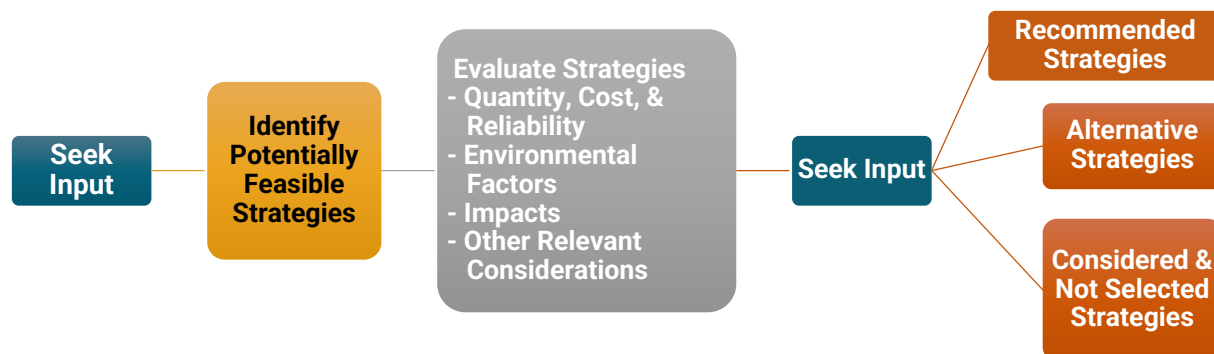 Seek
Input
Identify
Potentially
Feasible
Strategies
Evaluate Strategies
- Quantity, Cost, &
Reliability
- Environmental
Factors
- Impacts
- Other Relevant
Considerations
Seek Input
Recommended
Strategies
Alternative
Strategies
Considered &
Not Selected
Strategies